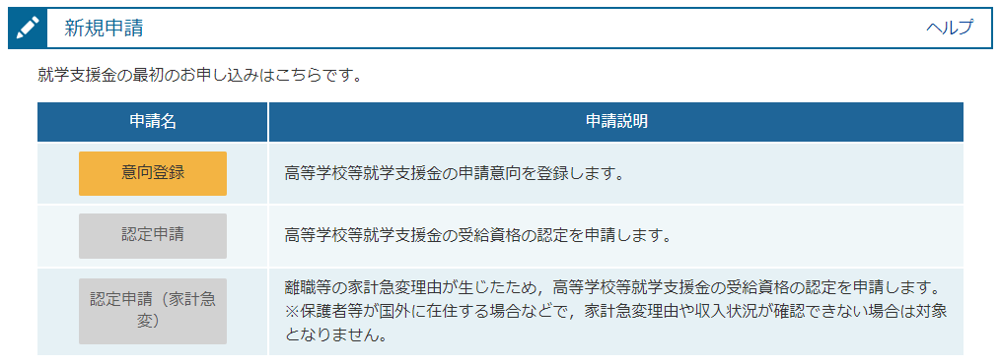 新規申請
ヘルプ
就学支援金の最初のお申し込みはこちらです。
申請名
申請説明
意向登録
高等学校等就学支援金の申請意向を登録します。
認定申請
高等学校等就学支援金の受給資格の認定を申請します。
認定申請（家計急
変）
離職等の家計急変理由が生じたため，高等学校等就学支援金の受給資格の認定を申請します。
※保護者等が国外に在住する場合などで，家計急変理由や収入状況が確認できない場合は対象
となりません。